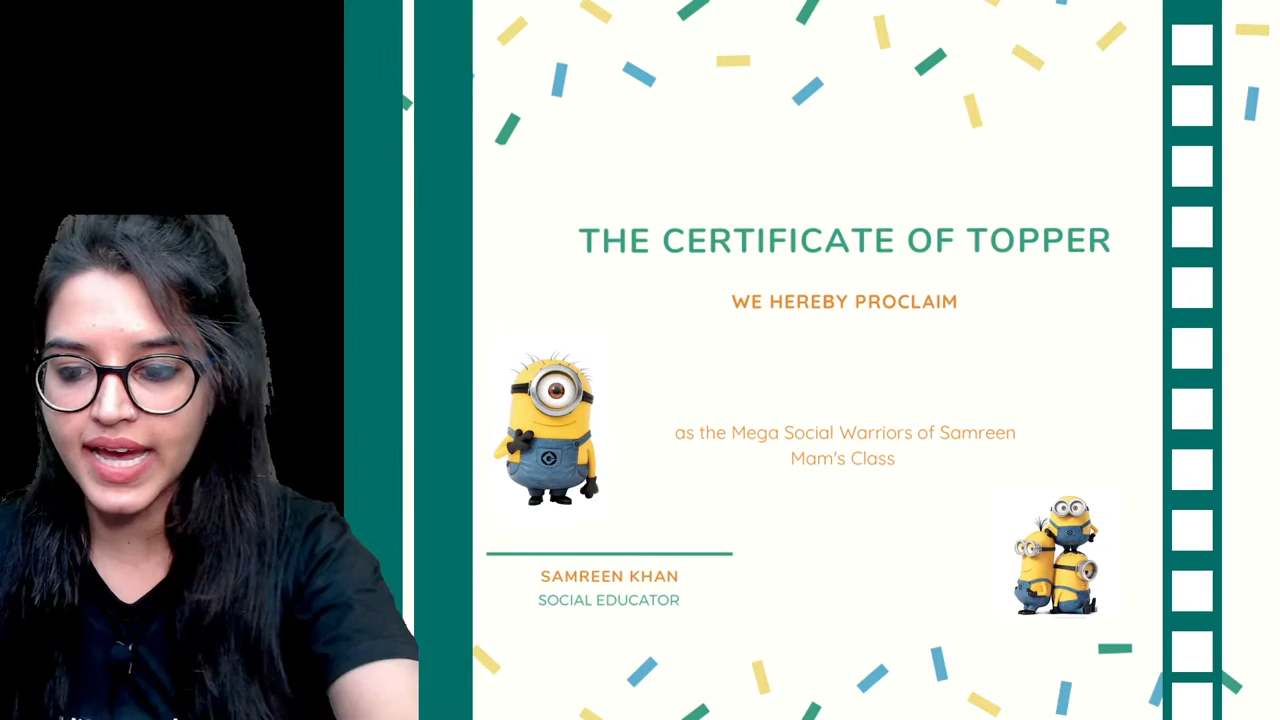 THE CERTIFICATE OF TOPPER
WE HEREBY PROCLAIM
as the Mega Social Warriors of Samreen
Mam's Class
SAMREEN KHAN
SOCIAL EDUCATOR